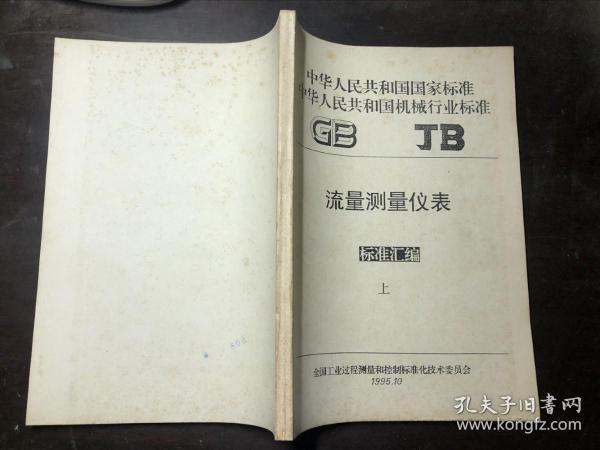 中华人民共和国国家标准
中华人民共和国机械行业标准
GB JB
流量测量仪表
标准汇编
上
全国工业过程测量和控制标准化技术委员会
1995.10
孔夫子旧书网
www.kongfz.com